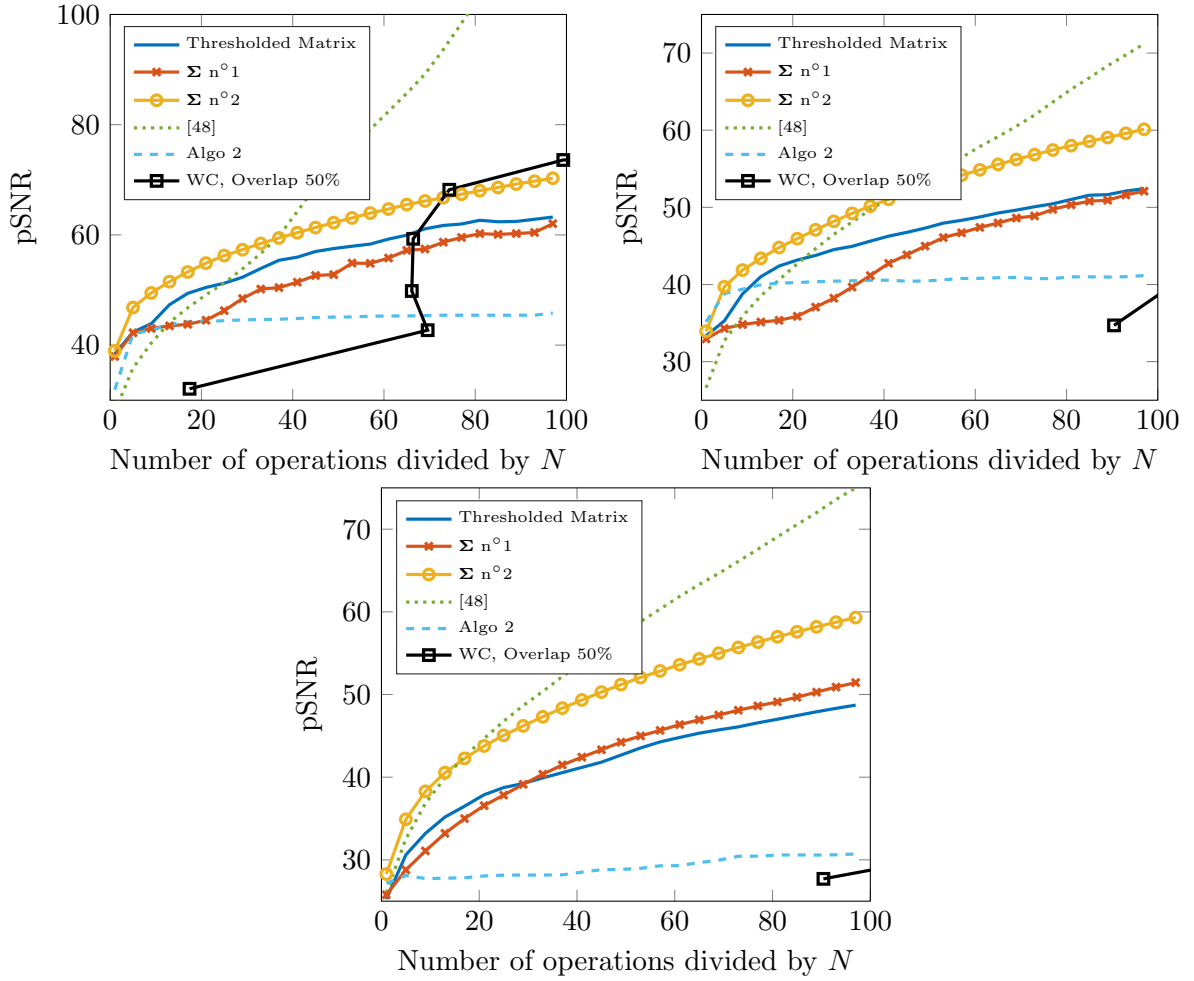 100
80
60
40
pSNR
Thresholded Matrix
Σ n°1
Σ n°2
[48]
Algo 2
WC, Overlap 50%
0 20 40 60 80 100
Number of operations divided by N
70
60
50
40
30
pSNR
Thresholded Matrix
Σ n°1
Σ n°2
[48]
Algo 2
WC, Overlap 50%
0 20 40 60 80 100
Number of operations divided by N
70
60
50
40
30
pSNR
Thresholded Matrix
Σ n°1
Σ n°2
[48]
Algo 2
WC, Overlap 50%
0 20 40 60 80 100
Number of operations divided by N